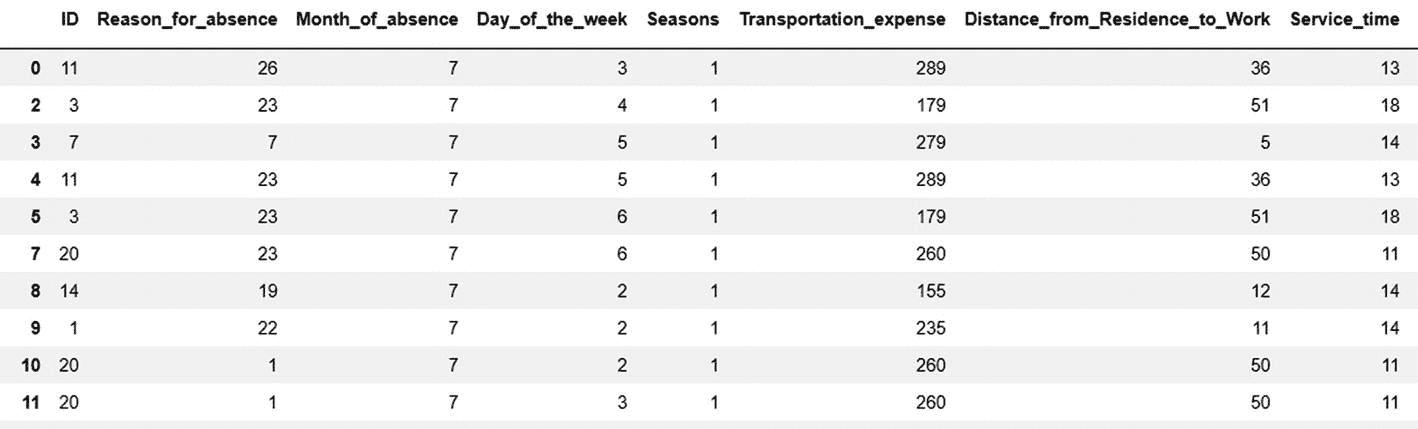 ID Reason_for_absence Month_of_absence Day_of_the_week Seasons Transportation_expense Distance_from_Residence_to_Work Service_time
0 11 26 7 3 1 289 36 13
2 3 23 7 4 1 179 51 18
3 7 7 7 5 1 279 5 14
4 11 23 7 5 1 289 36 13
5 3 23 7 6 1 179 51 18
7 20 23 7 6 1 260 50 11
8 14 19 7 2 1 155 12 14
9 1 22 7 2 1 235 11 14
10 20 1 7 2 1 260 50 11
11 20 1 7 3 1 260 50 11